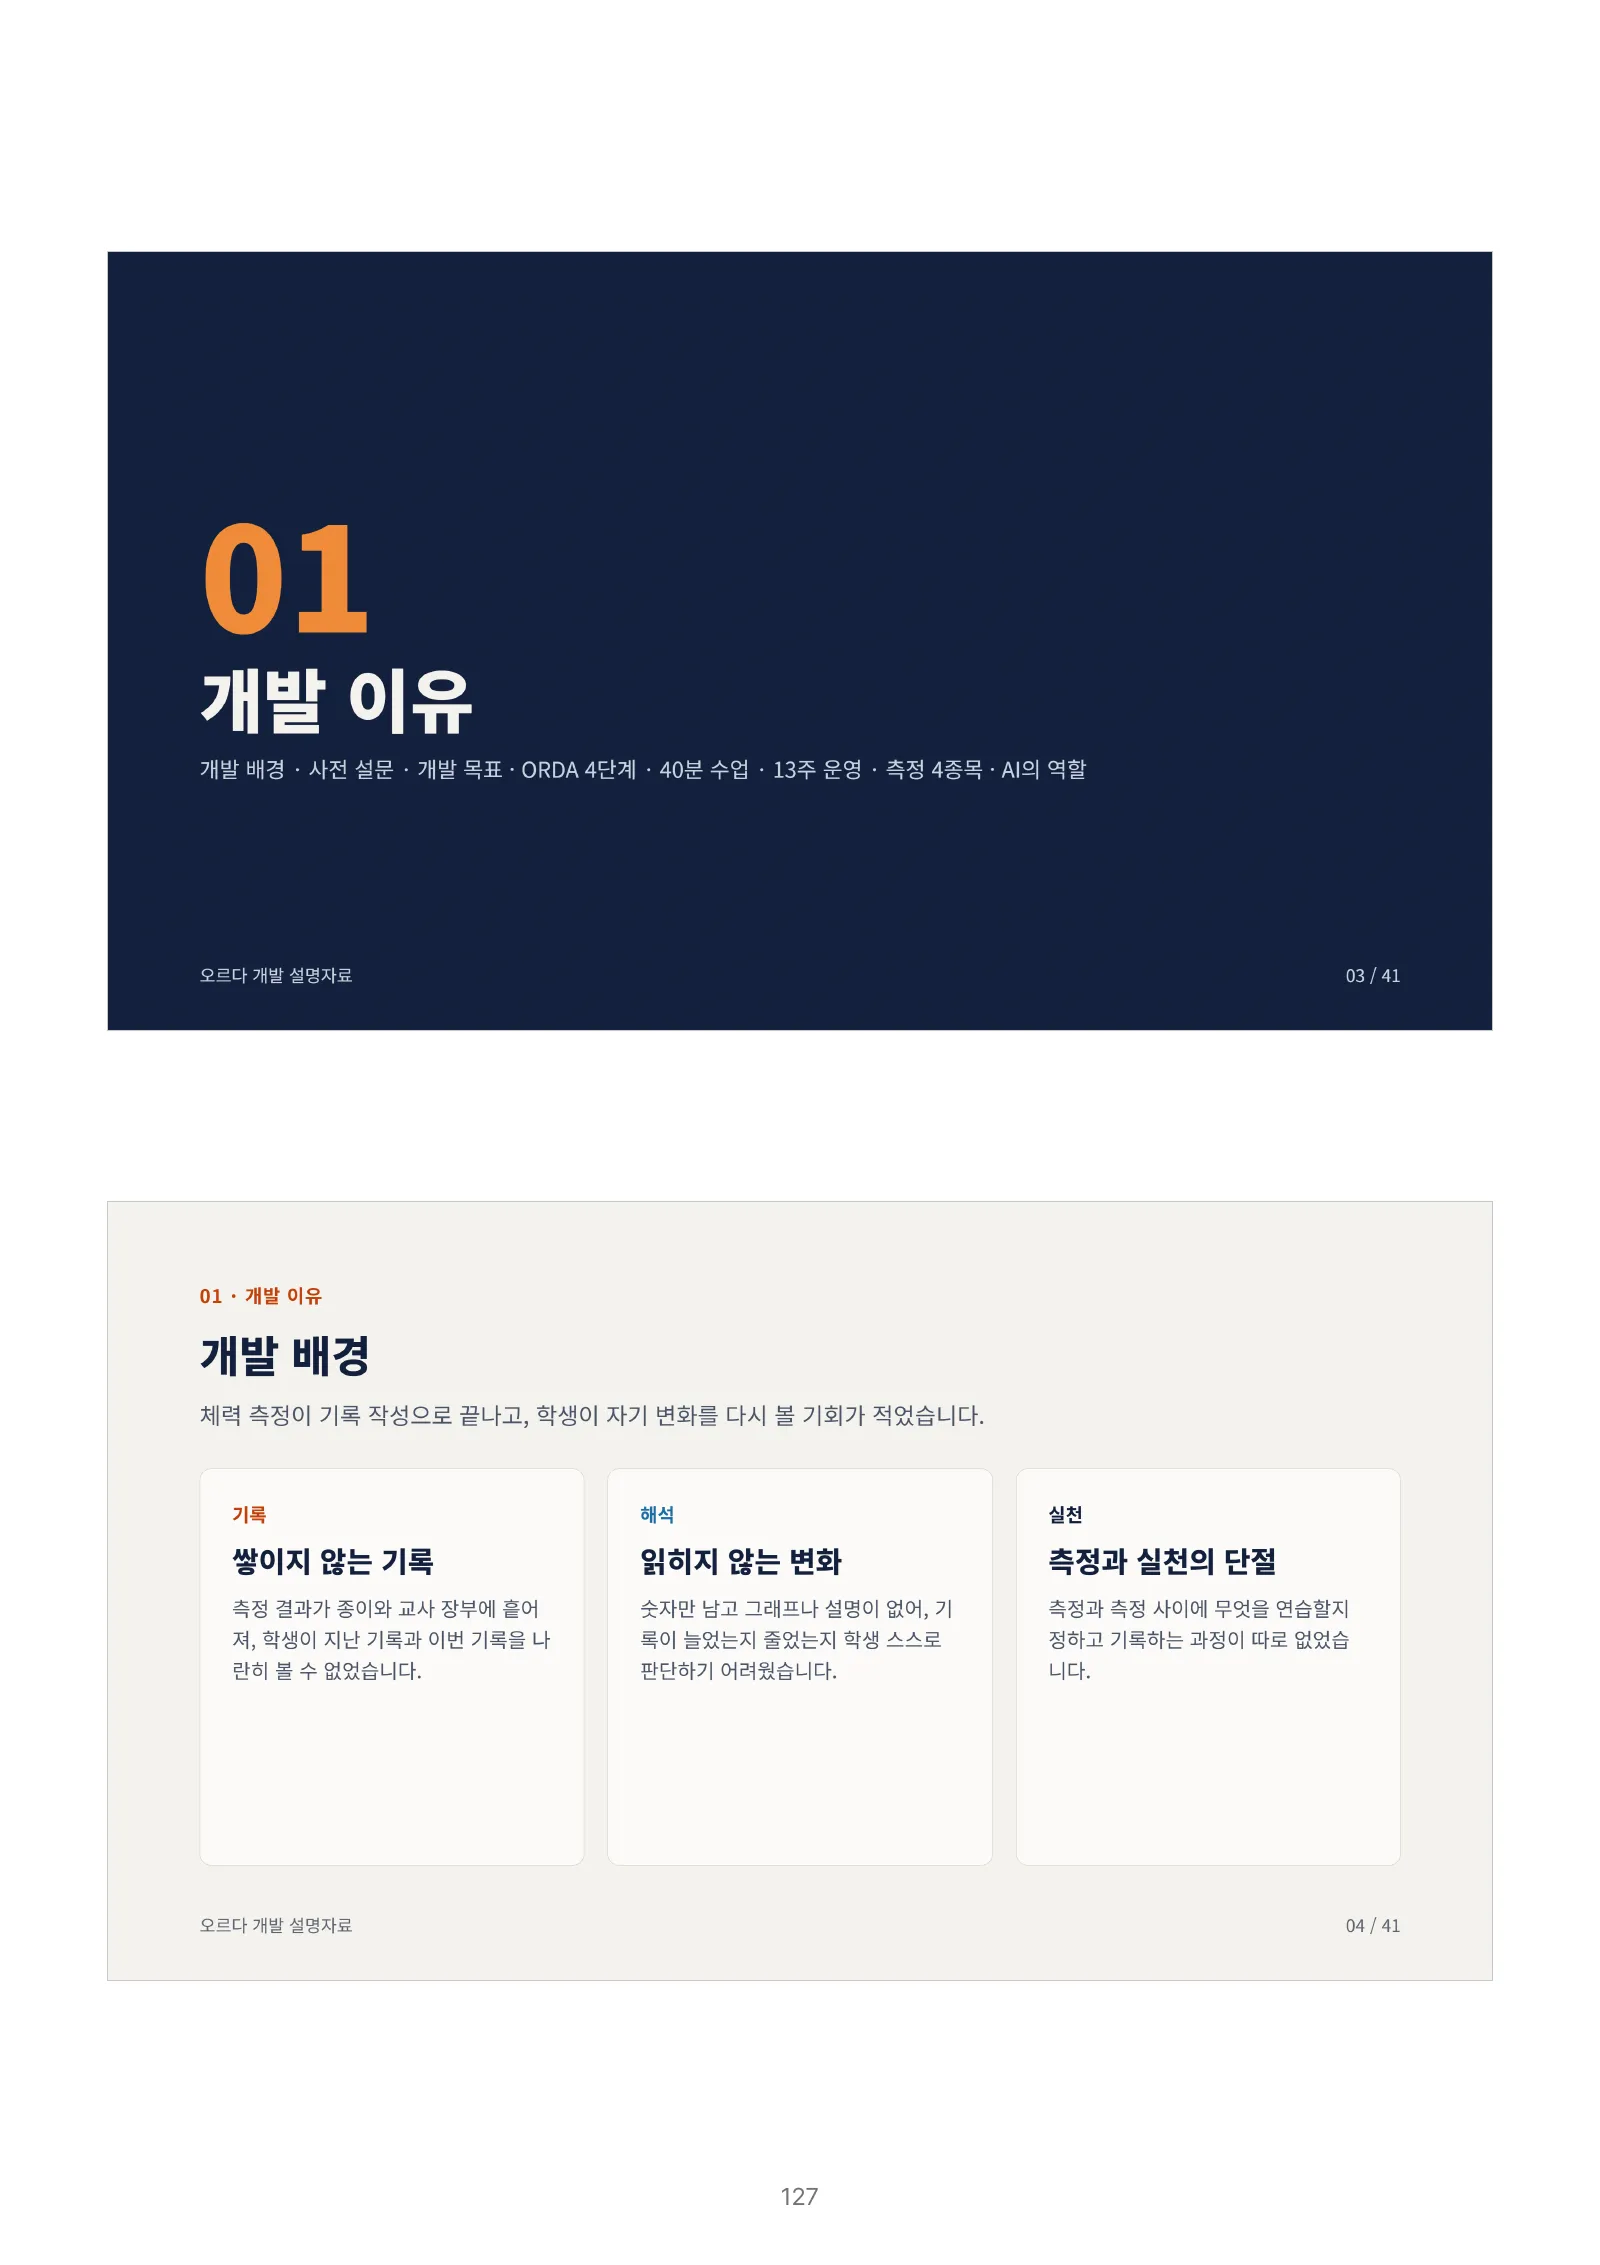 01
개발 이유
개발 배경 · 사전 설문 · 개발 목표 · ORDA 4단계 · 40분 수업 · 13주 운영 · 측정 4종목 · AI의 역할
오르다 개발 설명자료
03 / 41
01 · 개발 이유
개발 배경
체력 측정이 기록 작성으로 끝나고, 학생이 자기 변화를 다시 볼 기회가 적었습니다.
기록
쌓이지 않는 기록
측정 결과가 종이와 교사 장부에 흩어
져, 학생이 지난 기록과 이번 기록을 나
란히 볼 수 없었습니다.
해석
읽히지 않는 변화
숫자만 남고 그래프나 설명이 없어, 기
록이 늘었는지 줄었는지 학생 스스로
판단하기 어려웠습니다.
실천
측정과 실천의 단절
측정과 측정 사이에 무엇을 연습할지
정하고 기록하는 과정이 따로 없었습
니다.
오르다 개발 설명자료
04 / 41
127